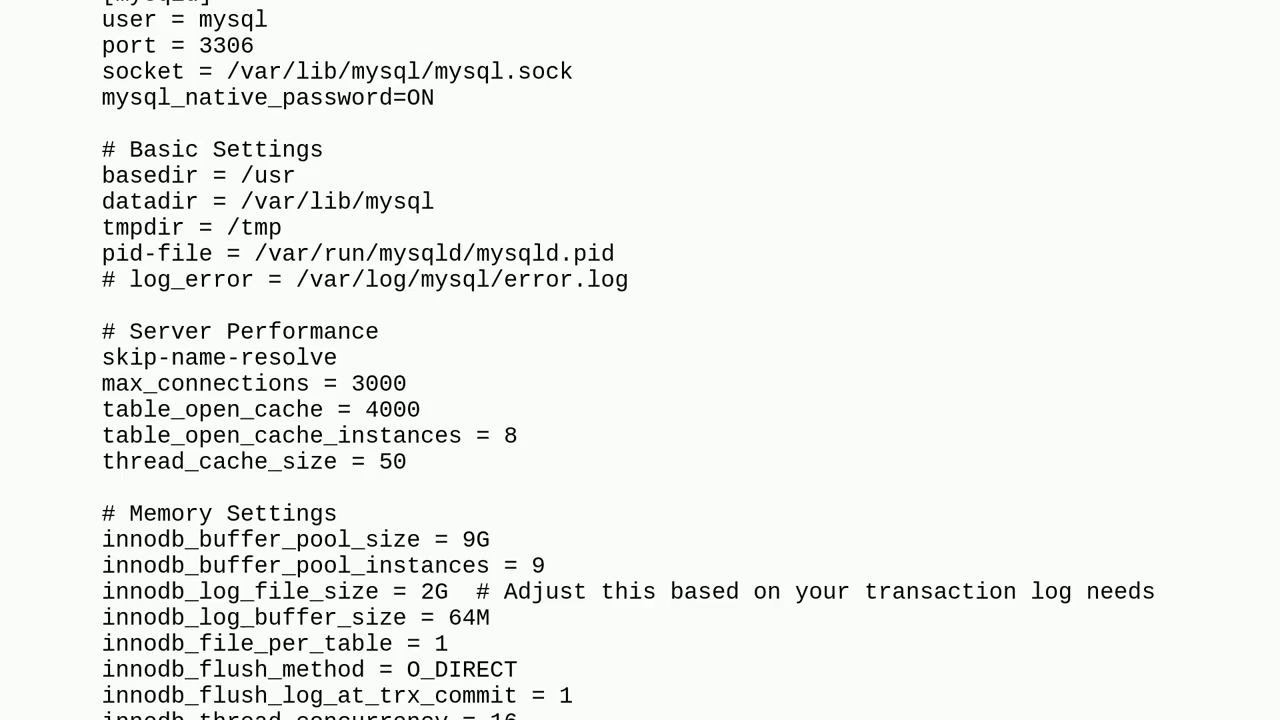 [mysqld]
user = mysql
port = 3306
socket = /var/lib/mysql/mysql.sock
mysql_native_password=ON
# Basic Settings
basedir = /usr
datadir = /var/lib/mysql
tmpdir = /tmp
pid-file = /var/run/mysqld/mysqld.pid
# log_error = /var/log/mysql/error.log
# Server Performance
skip-name-resolve
max_connections = 3000
table_open_cache = 4000
table_open_cache_instances = 8
thread_cache_size = 50
# Memory Settings
innodb_buffer_pool_size = 9G
innodb_buffer_pool_instances = 9
innodb_log_file_size = 2G  # Adjust this based on your transaction log needs
innodb_log_buffer_size = 64M
innodb_file_per_table = 1
innodb_flush_method = O_DIRECT
innodb_flush_log_at_trx_commit = 1
innodb_thread_concurrency = 16